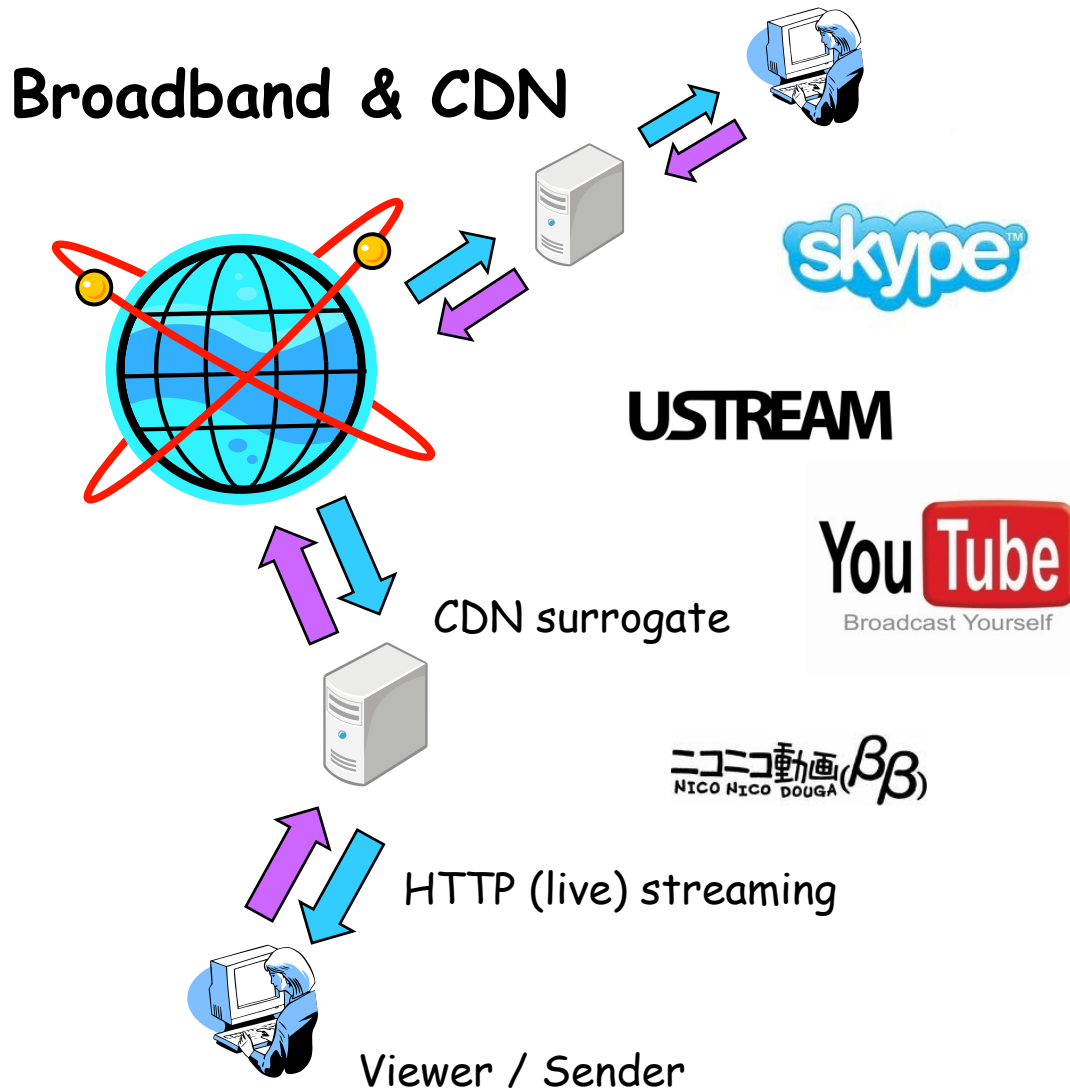 Broadband & CDN
skype™
USTREAM
You Tube
Broadcast Yourself
CDN surrogate
ニコニコ動画(ββ)
NICO NICO DOUGA
HTTP (live) streaming
Viewer / Sender